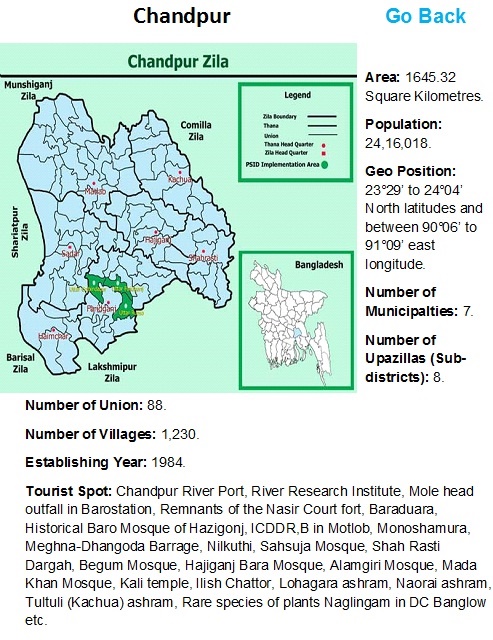 Chandpur
Go Back
Chandpur Zila
Munshiganj
Zila
Comilla
Zila
Shariatpur
Zila
Barisal
Zila
Lakshmipur
Zila
Legend
Zila Boundary
Thana
Union
Thana Head Quarter
Zila Head Quarter
PSID Implementation Area
Matlab
Kachua
Hajiganj
Shahrasti
Sadar
Faridganj
Haimchar
Bangladesh
Area: 1645.32
Square Kilometres.
Population:
24,16,018.
Geo Position:
23°29’ to 24°04’
North latitudes and
between 90°06’ to
91°09’ east
longitude.
Number of
Municipalties: 7.
Number of
Upazillas (Sub-
districts): 8.
Number of Union: 88.
Number of Villages: 1,230.
Establishing Year: 1984.
Tourist Spot: Chandpur River Port, River Research Institute, Mole head
outfall in Barostation, Remnants of the Nasir Court fort, Baraduara,
Historical Baro Mosque of Hazigonj, ICDDR,B in Motlob, Monoshamura,
Meghna-Dhangoda Barrage, Nilkuthi, Sahsuja Mosque, Shah Rasti
Dargah, Begum Mosque, Hajiganj Bara Mosque, Alamgiri Mosque, Mada
Khan Mosque, Kali temple, Ilish Chattor, Lohagara ashram, Naorai ashram,
Tultuli (Kachua) ashram, Rare species of plants Naglingam in DC Banglow
etc.